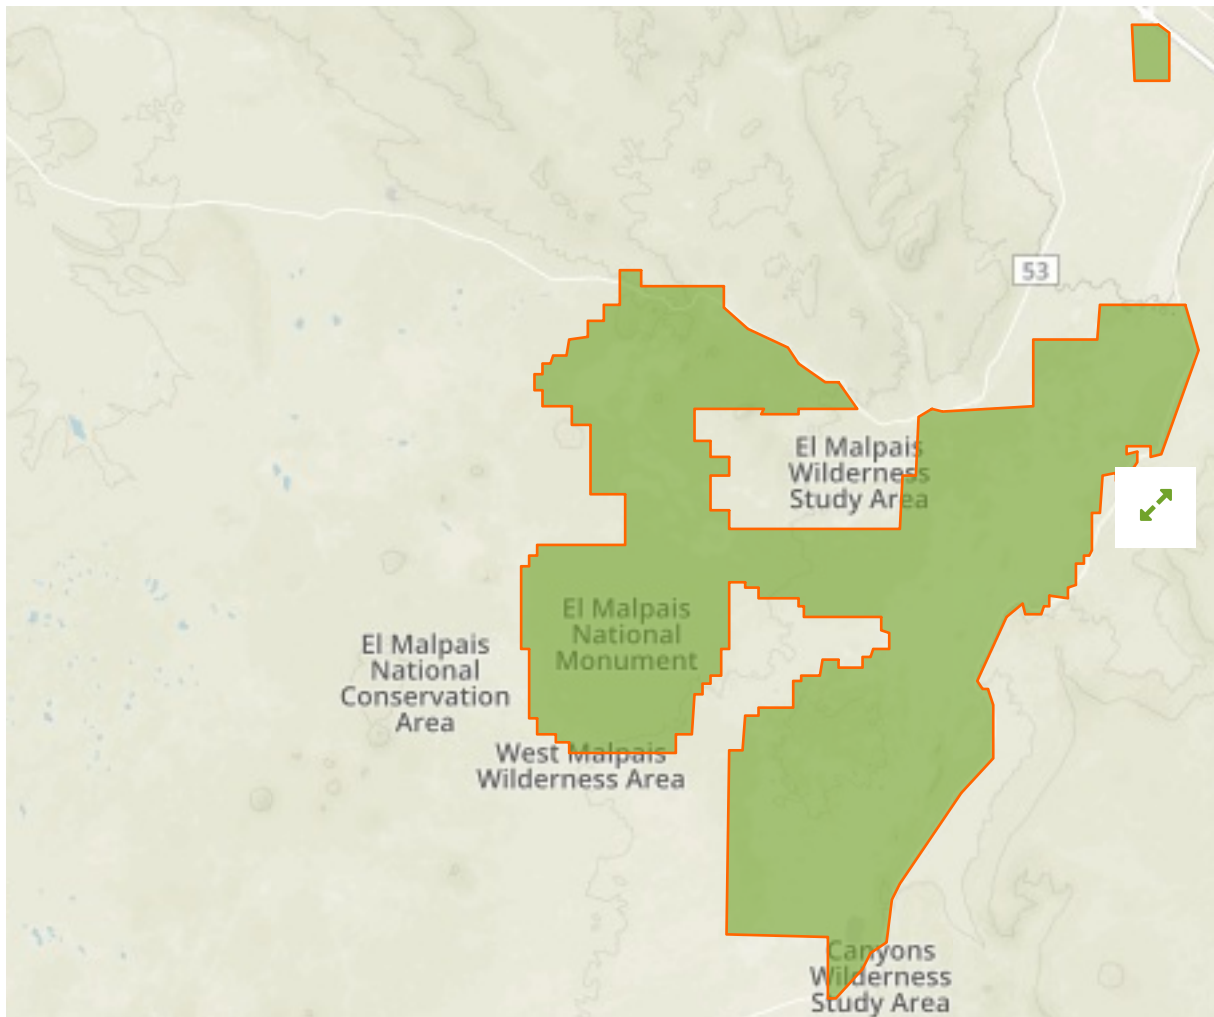 53
El Malpais
Wilderness
Study Area
El Malpais
National
Monument
El Malpais
National
Conservation
Area
West Malpais
Wilderness Area
Canyons
Wilderness
Study Area